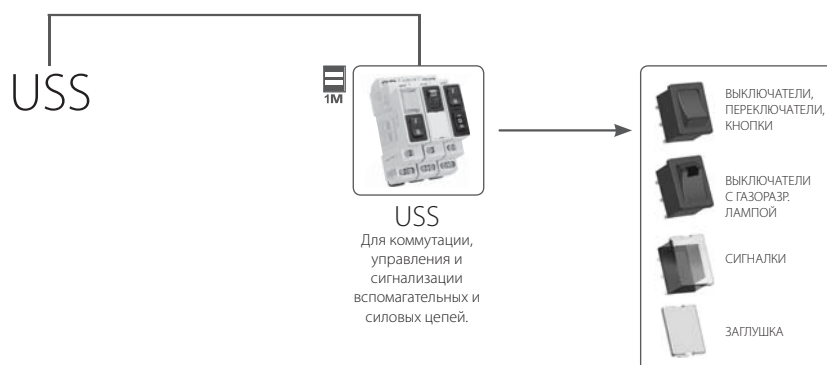 USS
1M
USS
Для коммутации,
управления и
сигнализации
вспомагательных и
силовых цепей.
ВЫКЛЮЧАТЕЛИ,
ПЕРЕКЛЮЧАТЕЛИ,
КНОПКИ
ВЫКЛЮЧАТЕЛИ
С ГАЗОРАЗР.
ЛАМПОЙ
СИГНАЛКИ
ЗАГЛУШКА